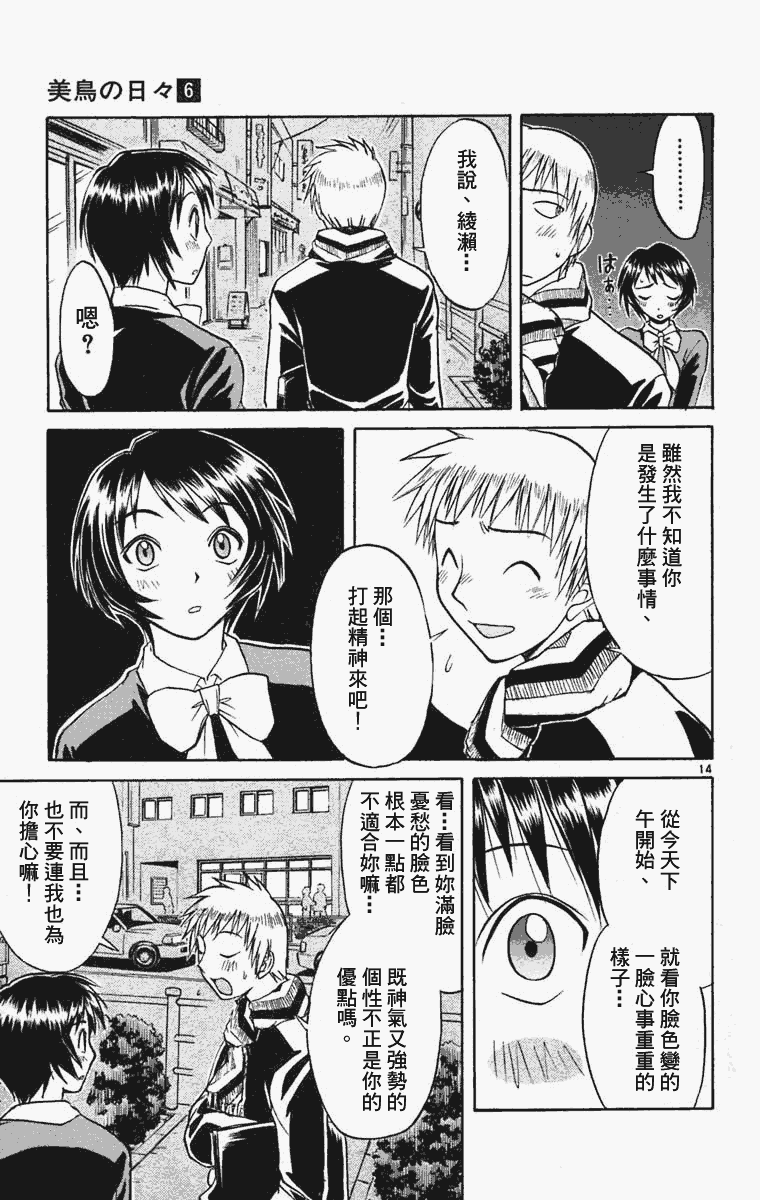 美鳥の日々6
………
はぁ…
我說、綾瀨…
嗯？
雖然我不知道你
是發生了什麼事情、
那個…
打起精神來吧！
14
從今天下
午開始、
就看你臉色變的
一臉心事重重的
樣子…
看…看到妳滿臉
憂愁的臉色
根本一點都
不適合妳嘛…
既神氣又強勢的
個性不正是你的
優點嗎。
而、而且…
也不要連我也為
你擔心嘛！